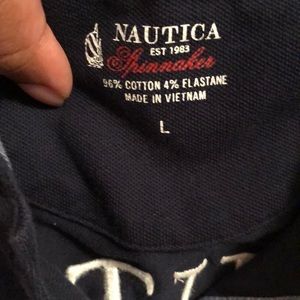 NAUTICA
EST 1983
Spinnaker
96% COTTON 4% ELASTANE
MADE IN VIETNAM
L